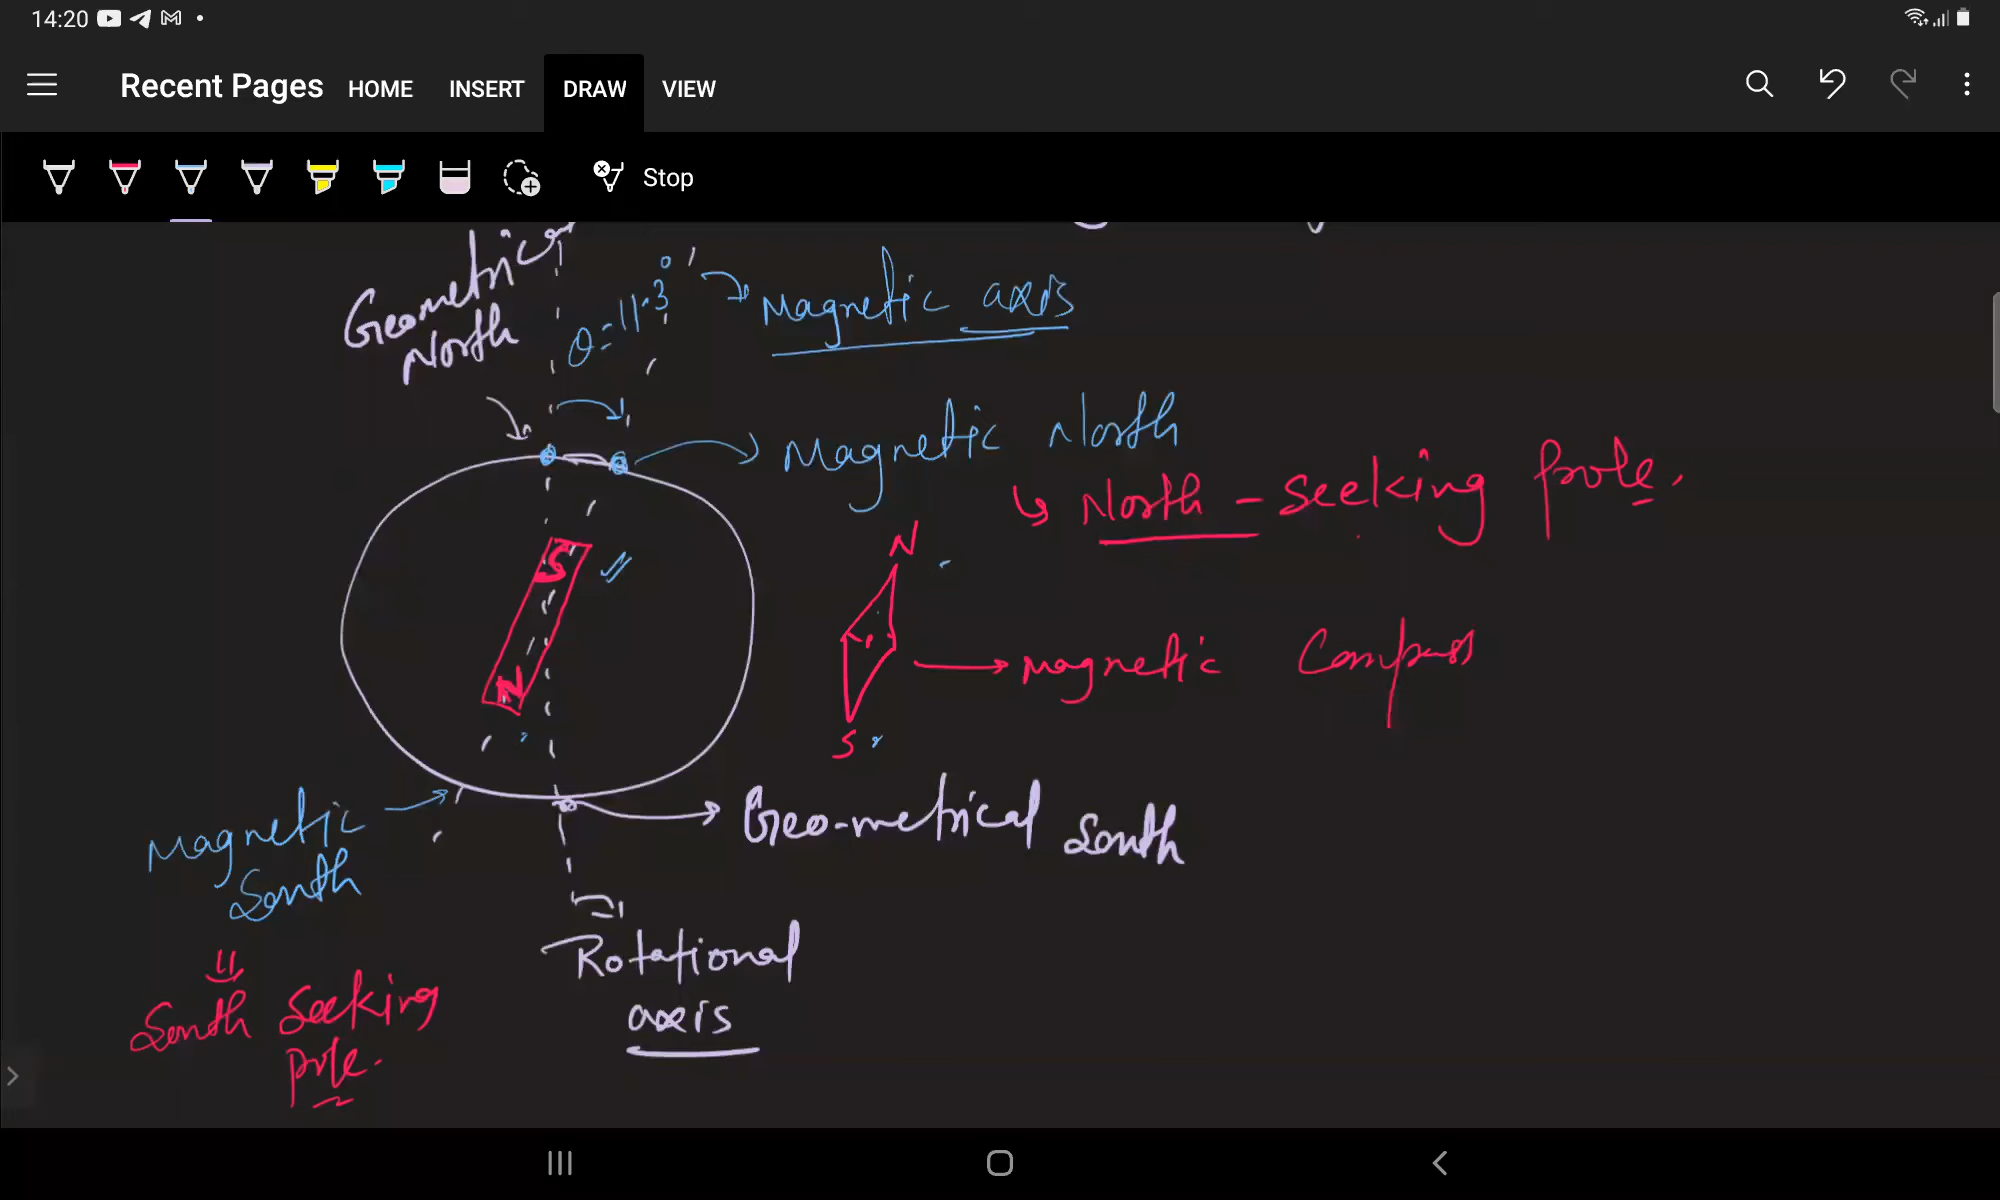 14:20
Recent Pages HOME INSERT DRAW VIEW
Stop
Geometrical
North
θ=11.3°
Magnetic axis
Magnetic North
↳ North-seeking pole.
S
N
N
S
→ Magnetic Compass
Magnetic
South
Geo-metrical South
Rotational
axis
South Seeking
pole.